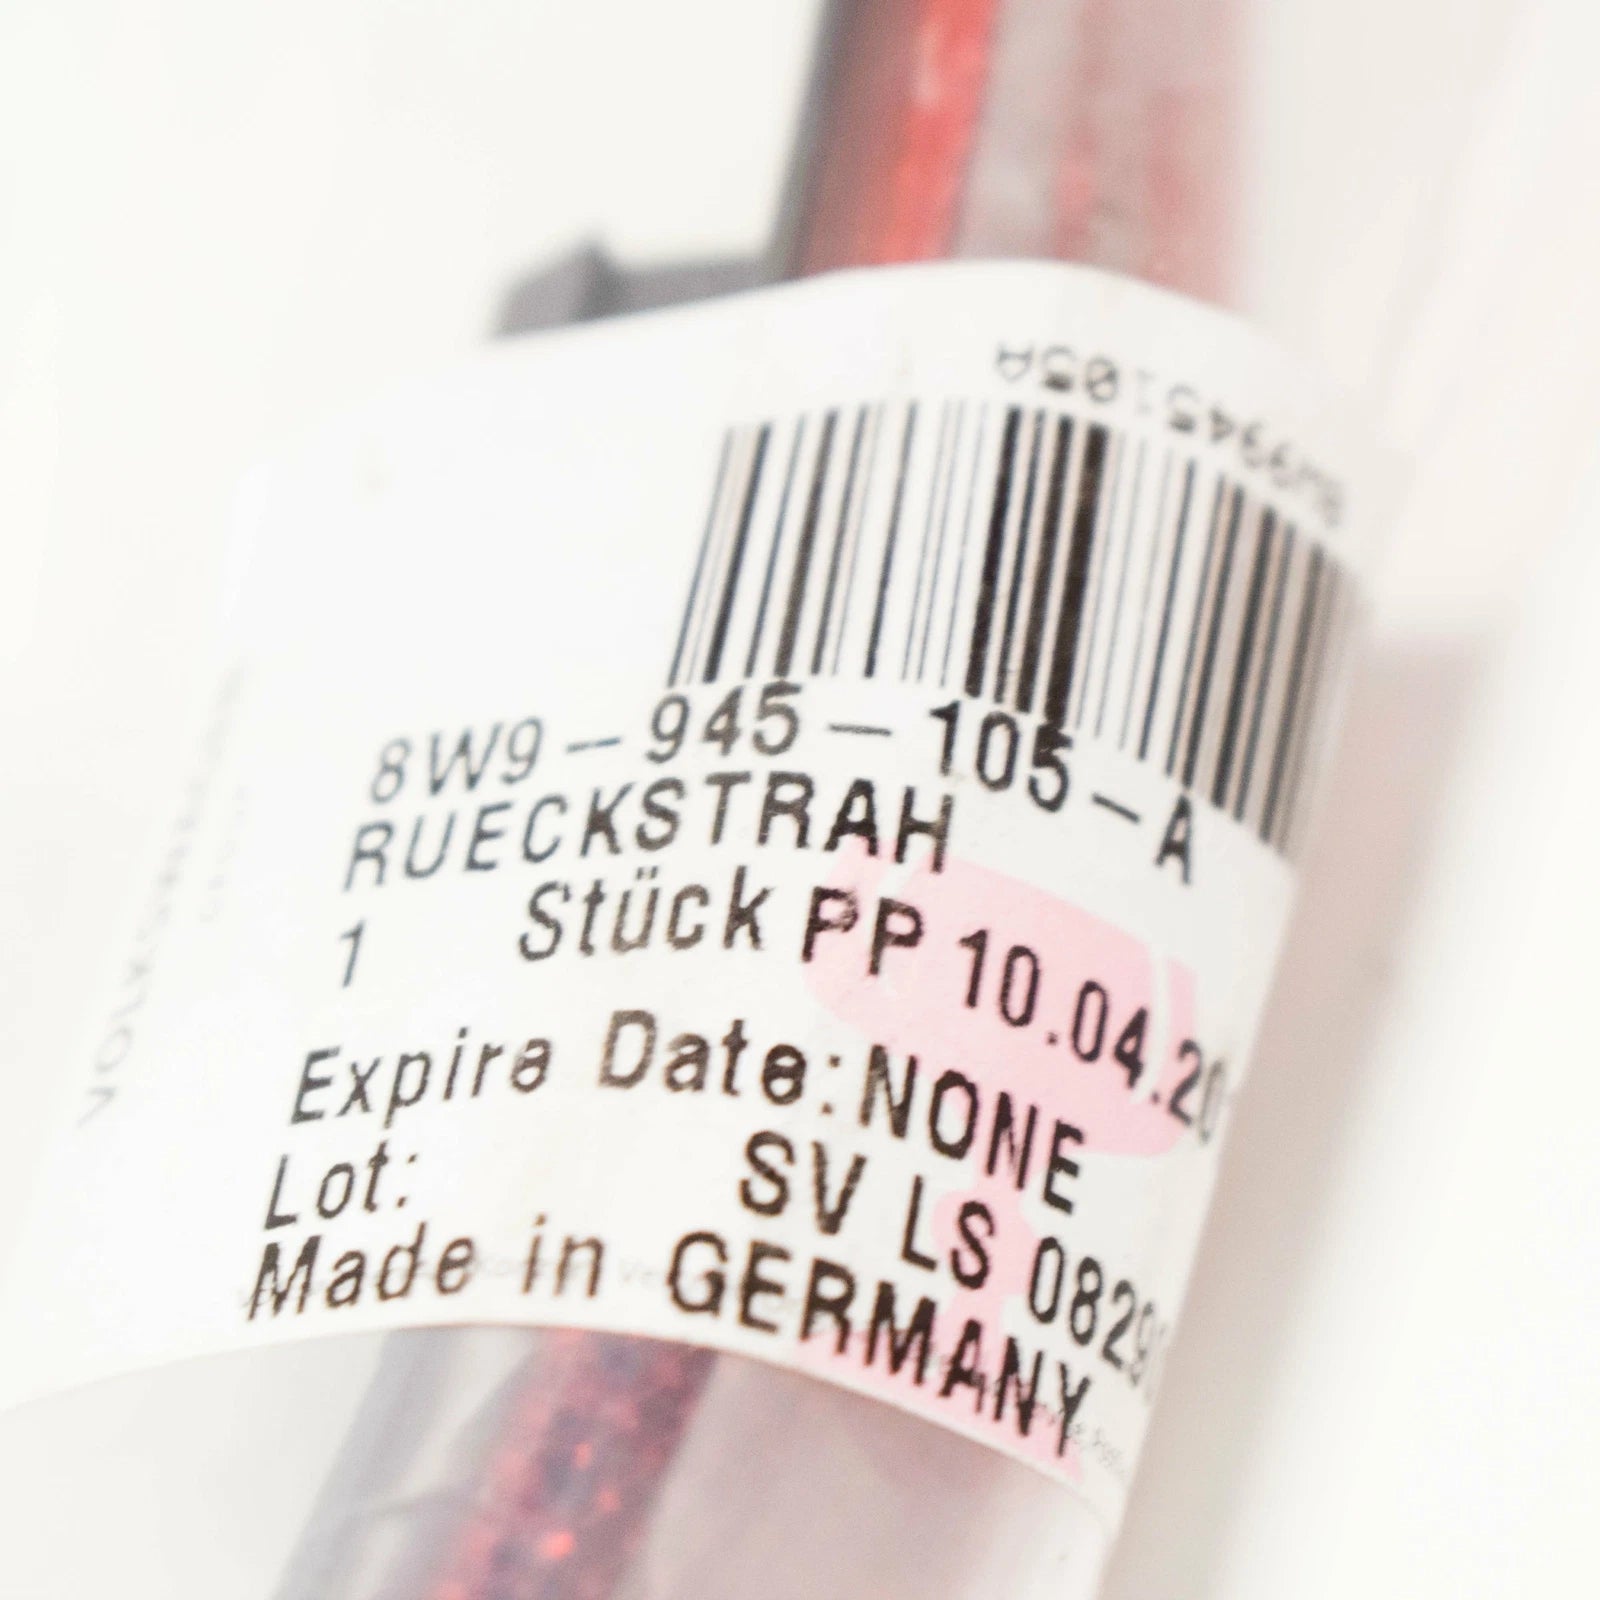 8W9945105A
8W9-945-105-A
RUECKSTRAH
1 Stück PP 10.04.20
Expire Date: NONE
Lot: SV LS 0829
Made in GERMANY